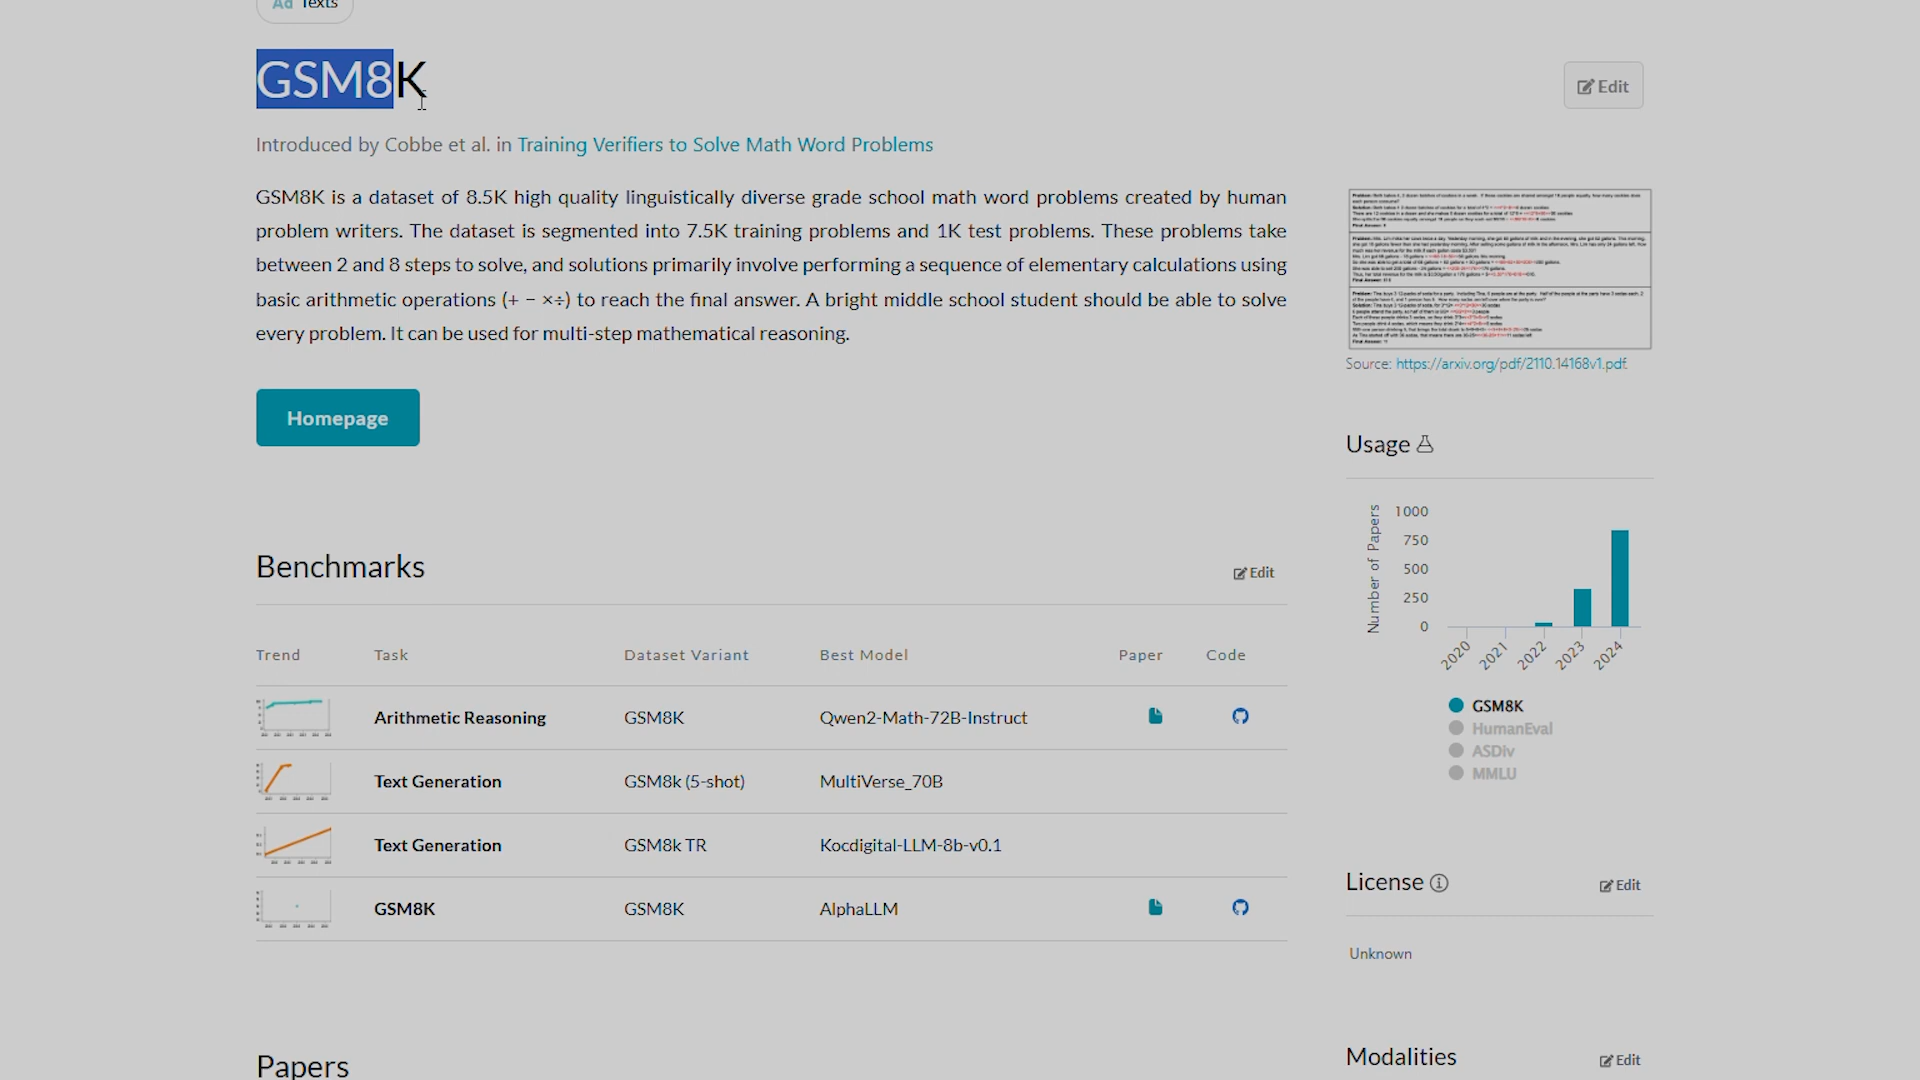 Texts
GSM8K
Edit
Introduced by Cobbe et al. in Training Verifiers to Solve Math Word Problems
GSM8K is a dataset of 8.5K high quality linguistically diverse grade school math word problems created by human
problem writers. The dataset is segmented into 7.5K training problems and 1K test problems. These problems take
between 2 and 8 steps to solve, and solutions primarily involve performing a sequence of elementary calculations using
basic arithmetic operations (+ − ×÷) to reach the final answer. A bright middle school student should be able to solve
every problem. It can be used for multi-step mathematical reasoning.
Homepage
Source: https://arxiv.org/pdf/2110.14168v1.pdf
Usage
Number of Papers
1000
750
500
250
0
2020 2021 2022 2023 2024
GSM8K
HumanEval
ASDiv
MMLU
Benchmarks
Edit
Trend Task Dataset Variant Best Model Paper Code
Arithmetic Reasoning GSM8K Qwen2-Math-72B-Instruct
Text Generation GSM8k (5-shot) MultiVerse_70B
Text Generation GSM8k TR Kocdigital-LLM-8b-v0.1
GSM8K GSM8K AlphaLLM
License Edit
Unknown
Modalities Edit
Papers